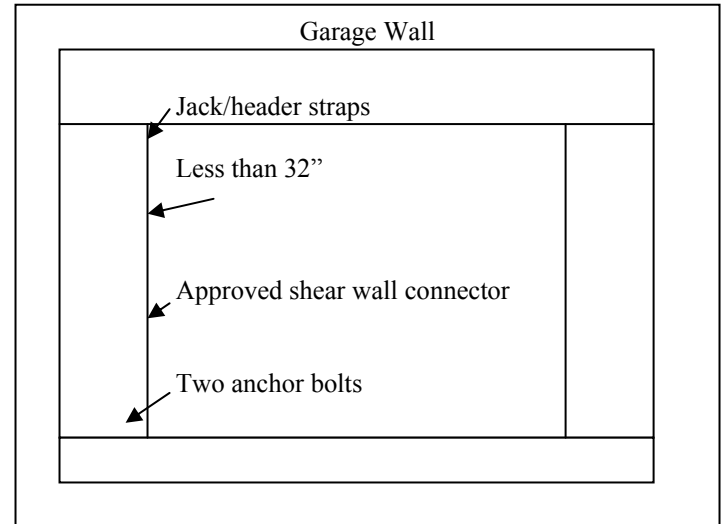 Garage Wall
Jack/header straps
Less than 32”
Approved shear wall connector
Two anchor bolts